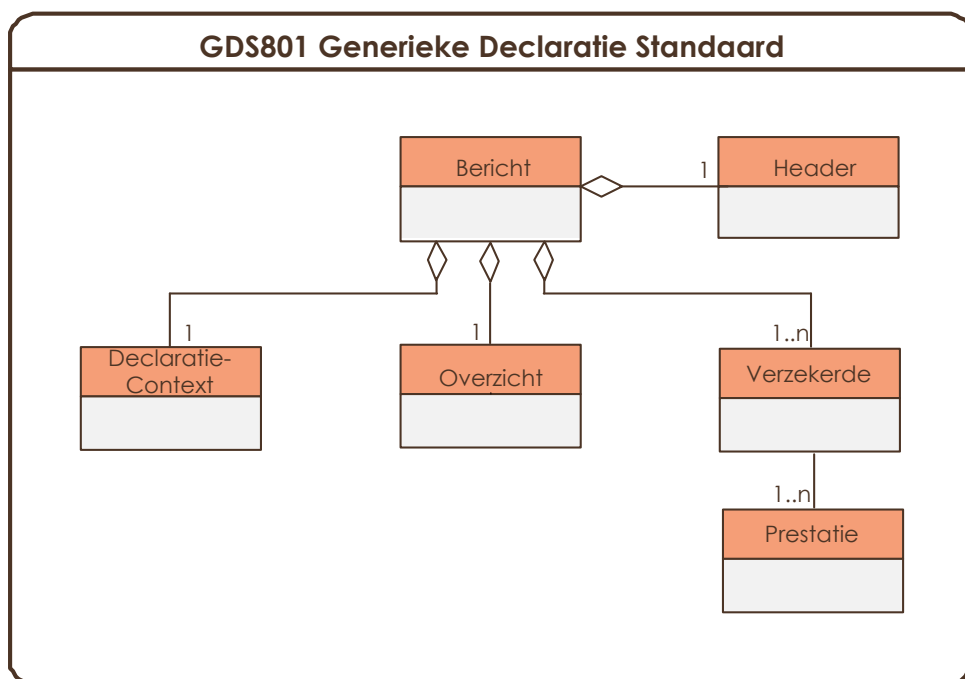 GDS801 Generieke Declaratie Standaard
Bericht
1
Header
1
Declaratie-
Context
1
Overzicht
1..n
Verzekerde
1..n
Prestatie